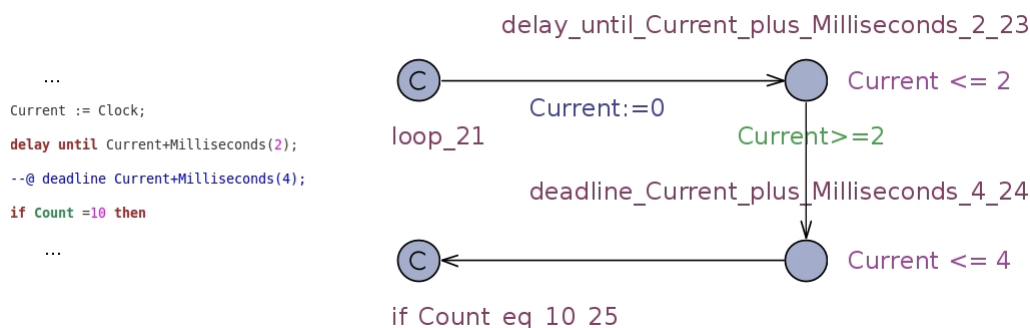 ...
Current := Clock;
delay until Current+Milliseconds(2);
--@ deadline Current+Milliseconds(4);
if Count =10 then
...
delay_until_Current_plus_Milliseconds_2_23
C
Current <= 2
Current:=0
loop_21
Current>=2
deadline_Current_plus_Milliseconds_4_24
C
Current <= 4
if Count eq 10 25